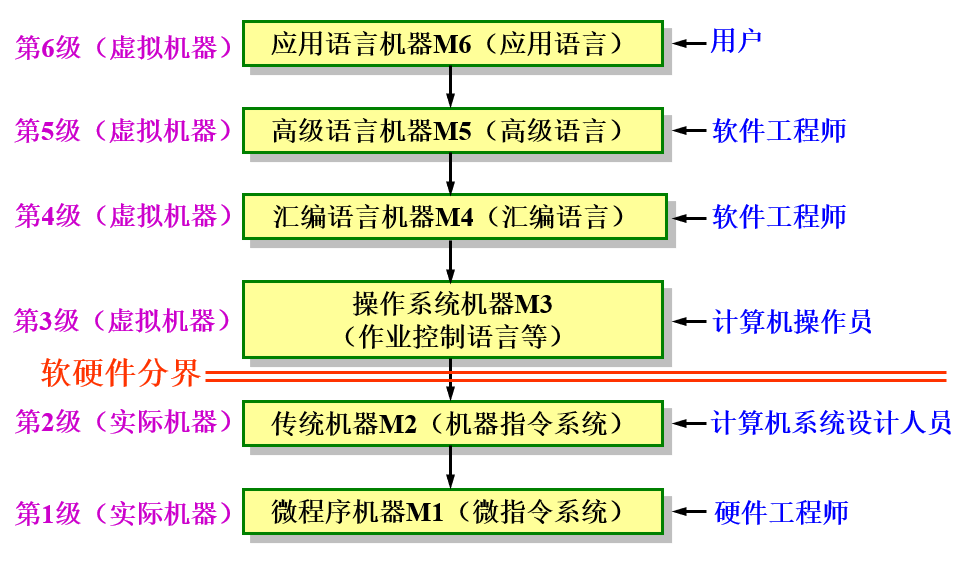 第6级（虚拟机器） 应用语言机器M6（应用语言） 用户
第5级（虚拟机器） 高级语言机器M5（高级语言） 软件工程师
第4级（虚拟机器） 汇编语言机器M4（汇编语言） 软件工程师
第3级（虚拟机器） 操作系统机器M3
（作业控制语言等） 计算机操作员
软硬件分界
第2级（实际机器） 传统机器M2（机器指令系统） 计算机系统设计人员
第1级（实际机器） 微程序机器M1（微指令系统） 硬件工程师